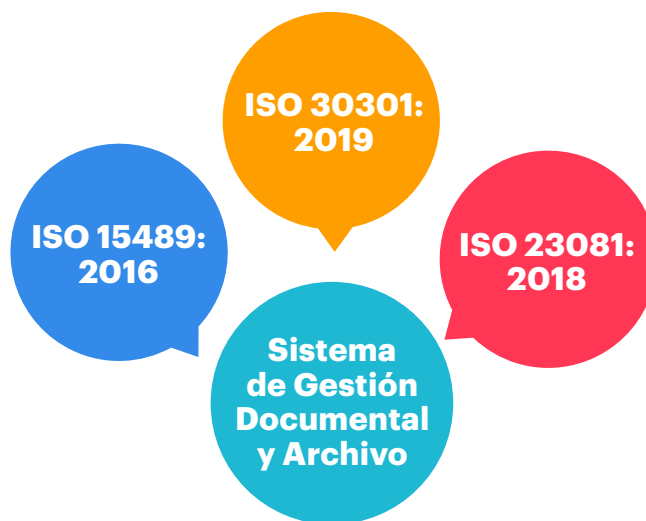 ISO 30301:
2019
ISO 15489:
2016
ISO 23081:
2018
Sistema
de Gestión
Documental
y Archivo